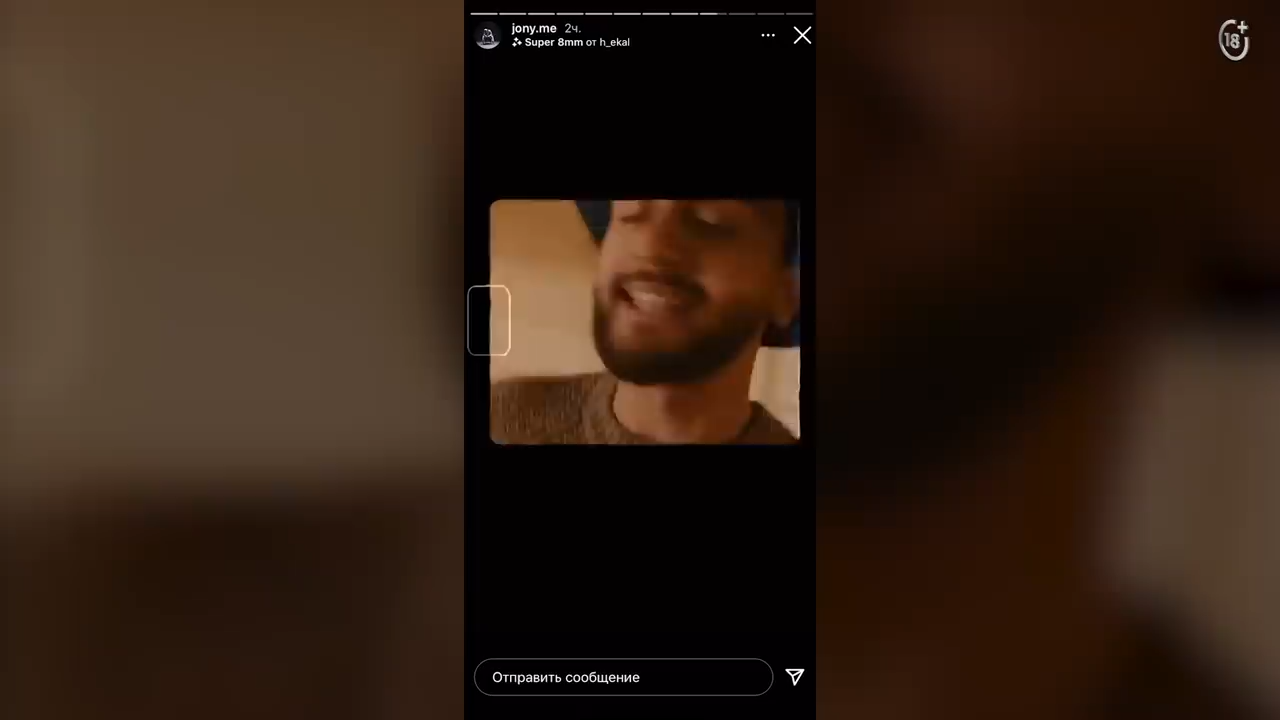 jony.me 2ч.
Super 8mm от h_ekal
18+
Отправить сообщение